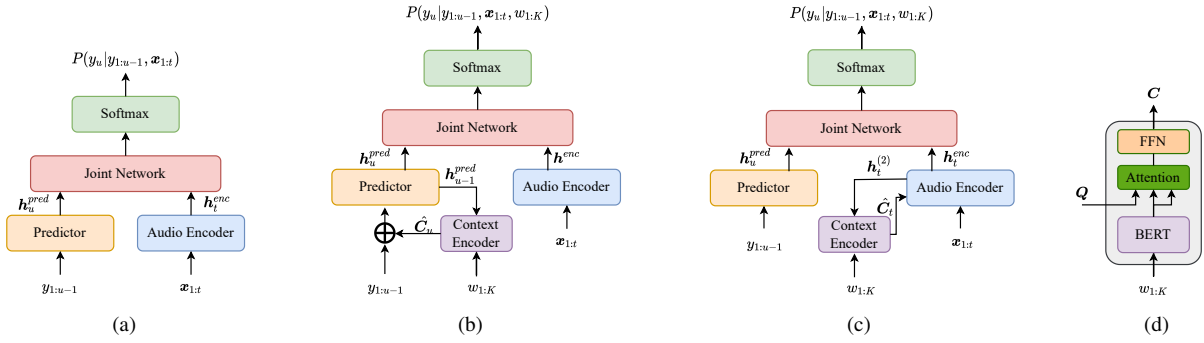 P(y_u|y_{1:u−1}, x_{1:t})
Softmax
Joint Network
h_u^{pred}
h_t^{enc}
Predictor
Audio Encoder
y_{1:u−1}
x_{1:t}
(a)
P(y_u|y_{1:u−1}, x_{1:t}, w_{1:K})
Softmax
Joint Network
h_u^{pred}
h_{u−1}^{pred}
h^{enc}
Predictor
Audio Encoder
Ĉ_u
Context
Encoder
x_{1:t}
y_{1:u−1}
w_{1:K}
(b)
P(y_u|y_{1:u−1}, x_{1:t}, w_{1:K})
Softmax
Joint Network
h_u^{pred}
h_t^{(2)}
h_t^{enc}
Predictor
Audio Encoder
Ĉ_t
Context
Encoder
y_{1:u−1}
x_{1:t}
w_{1:K}
(c)
C
FFN
Attention
Q
BERT
w_{1:K}
(d)